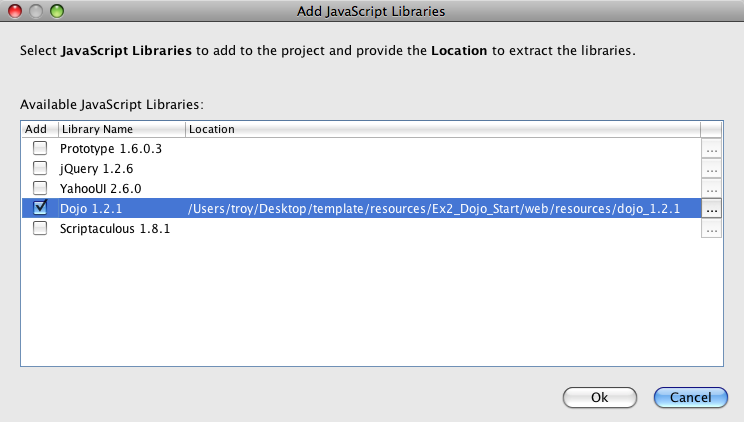 Add JavaScript Libraries
Select JavaScript Libraries to add to the project and provide the Location to extract the libraries.
Available JavaScript Libraries:
Add Library Name Location
Prototype 1.6.0.3 ...
jQuery 1.2.6 ...
YahooUI 2.6.0 ...
Dojo 1.2.1 /Users/troy/Desktop/template/resources/Ex2_Dojo_Start/web/resources/dojo_1.2.1 ...
Scriptaculous 1.8.1 ...
Ok Cancel